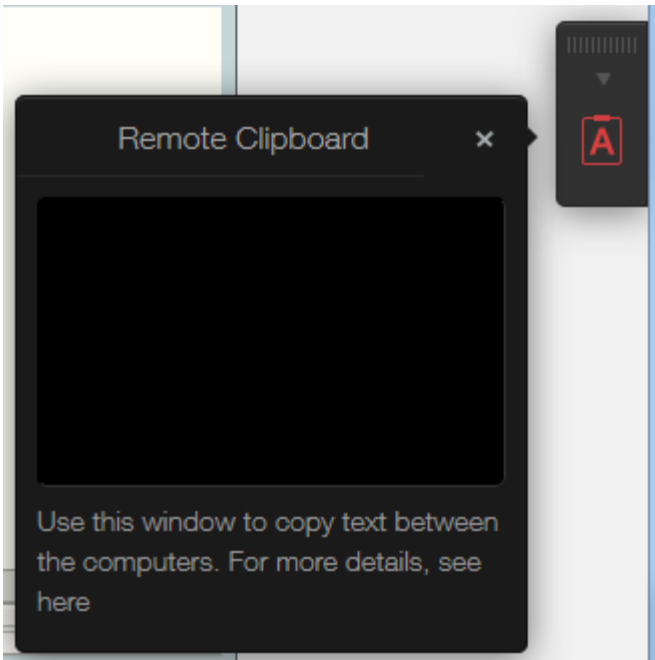 Remote Clipboard
A
Use this window to copy text between
the computers. For more details, see
here